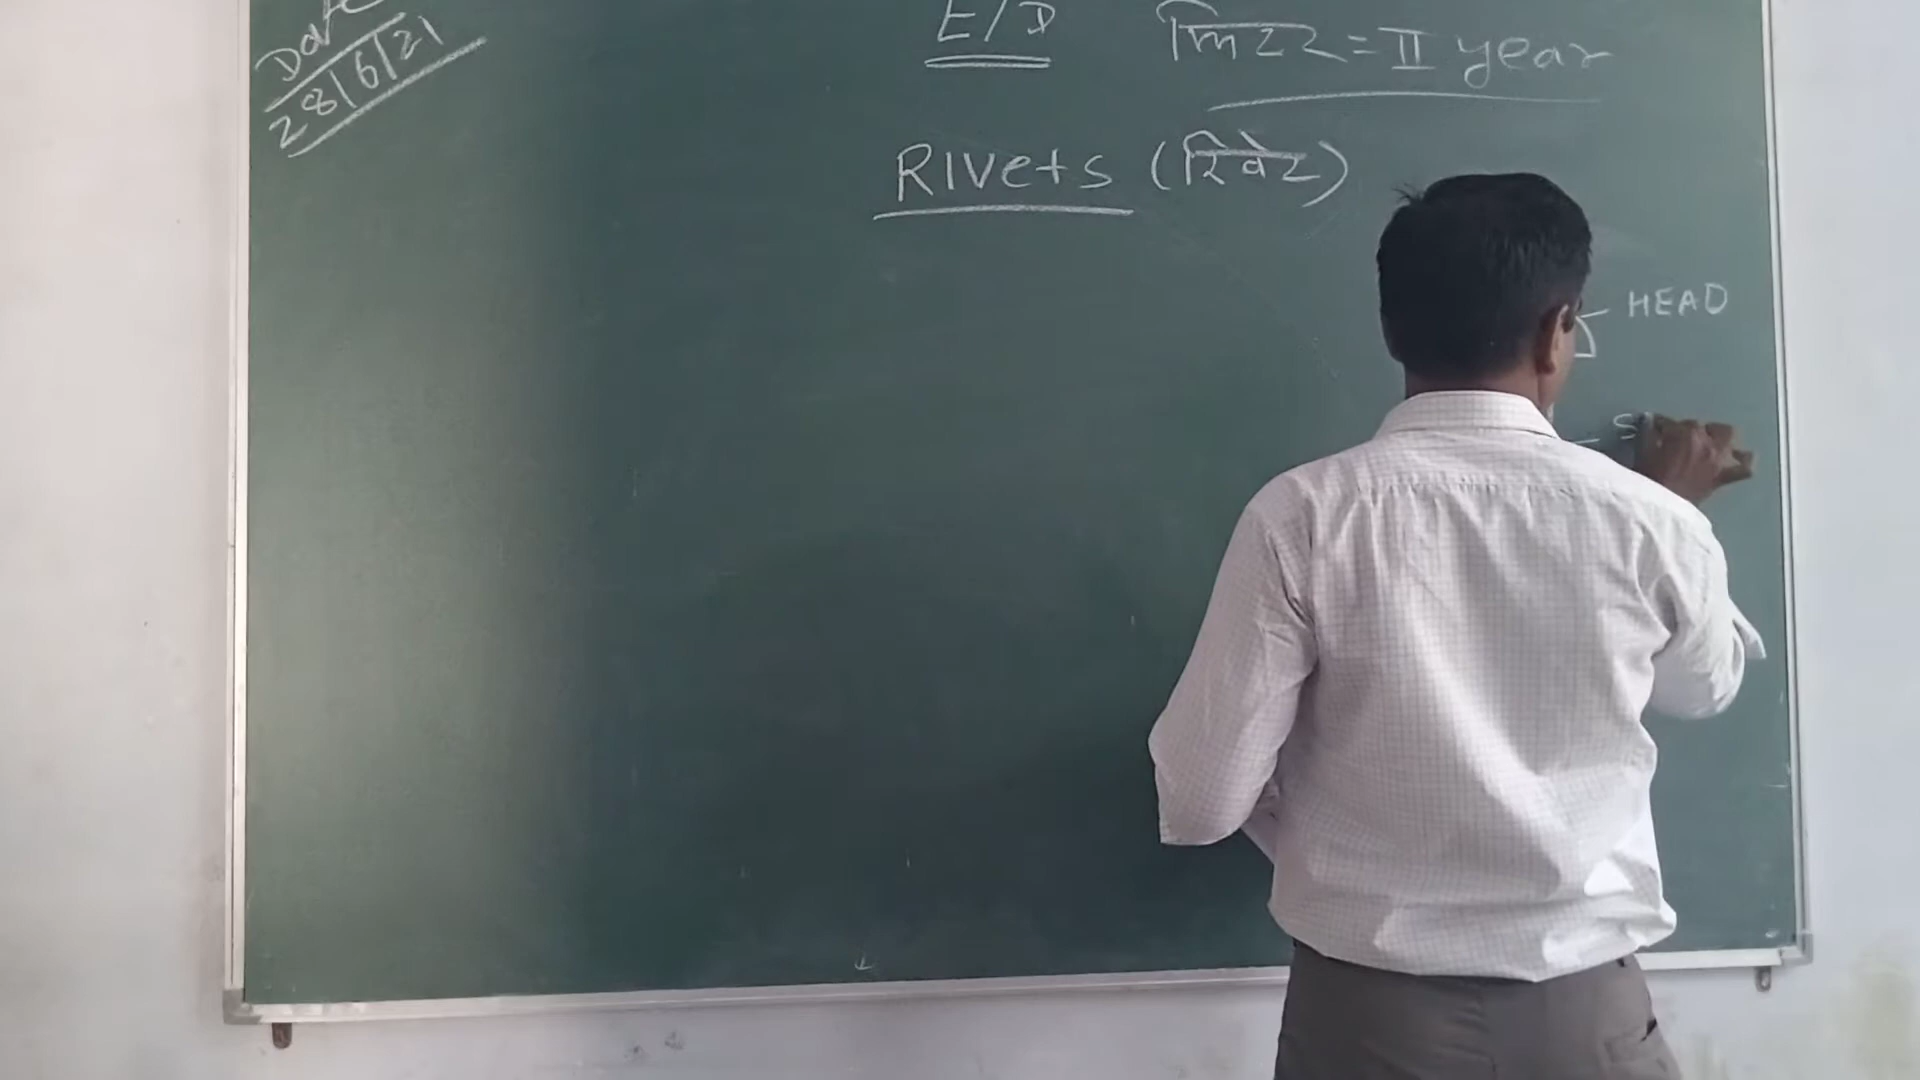 Date
28/6/21
E/D
फिटर = II year
Rivets (रिवेट)
HEAD
S